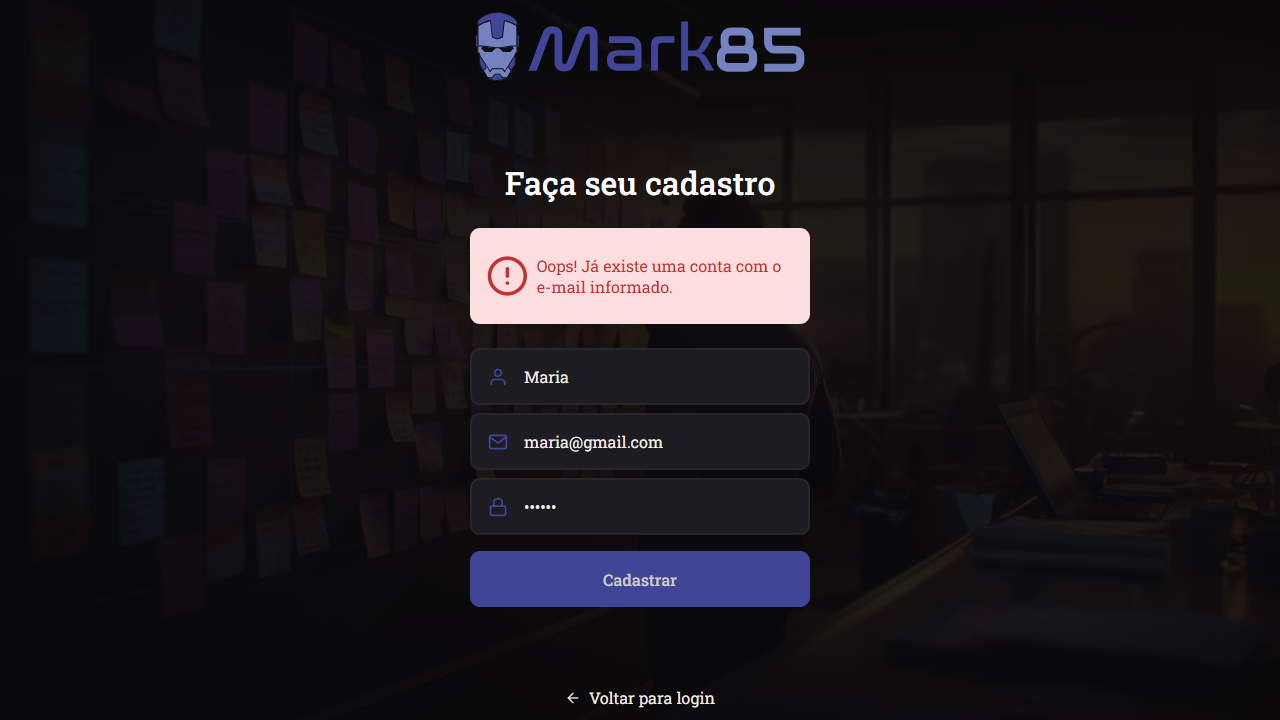 Mark85
Faça seu cadastro
Oops! Já existe uma conta com o
e-mail informado.
Maria
maria@gmail.com
••••••
Cadastrar
Voltar para login